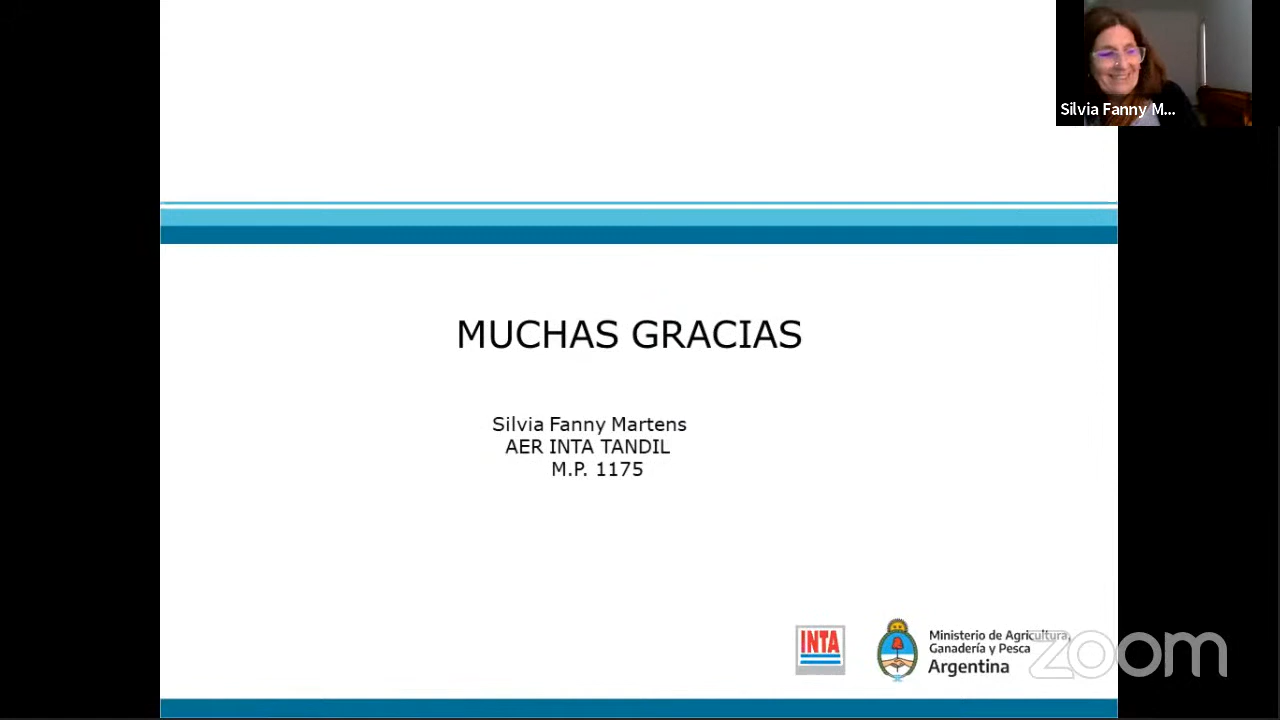 Silvia Fanny M...
MUCHAS GRACIAS
Silvia Fanny Martens
AER INTA TANDIL
M.P. 1175
INTA
Ministerio de Agricultura,
Ganadería y Pesca
Argentina
zoom